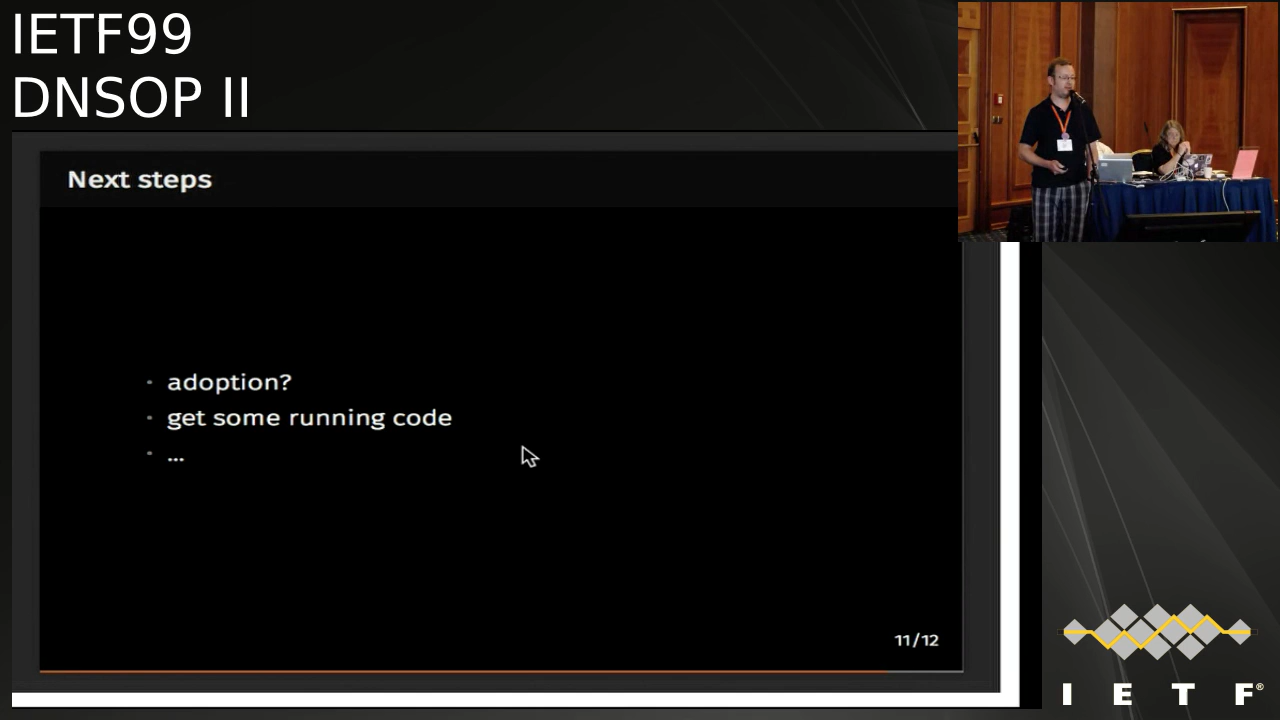 IETF99
DNSOP II
Next steps
adoption?
get some running code
...
11/12
I E T F®